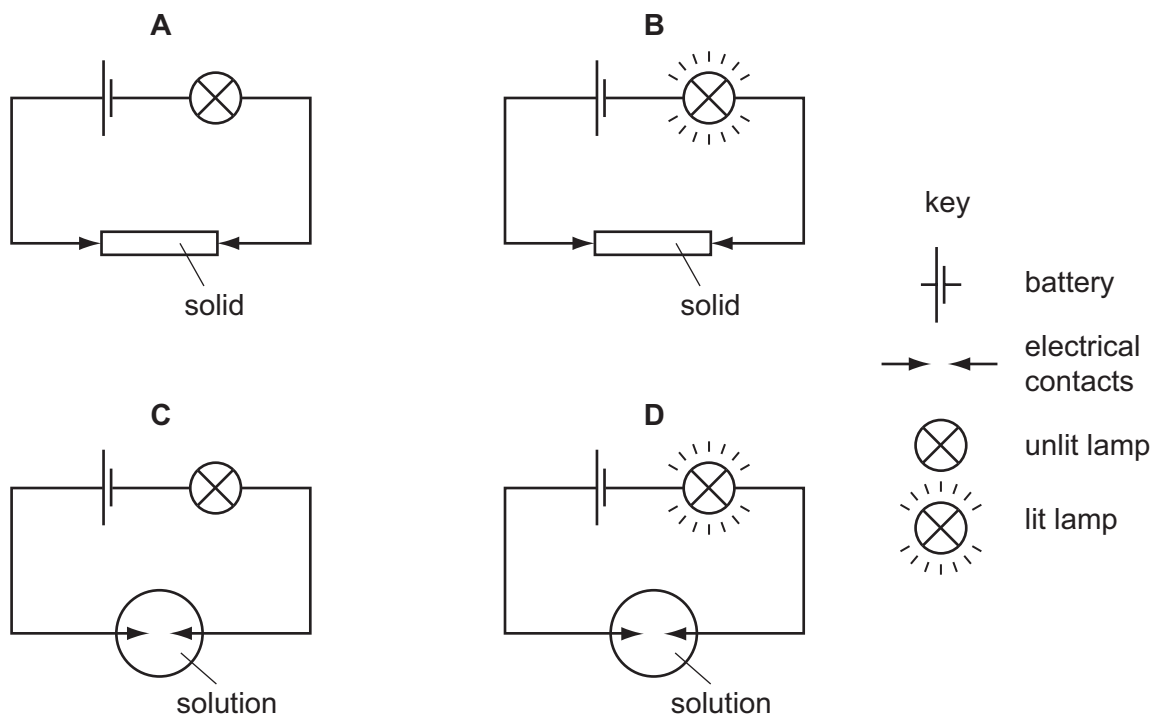 A
B
solid
solid
key
battery
electrical
contacts
unlit lamp
lit lamp
C
D
solution
solution